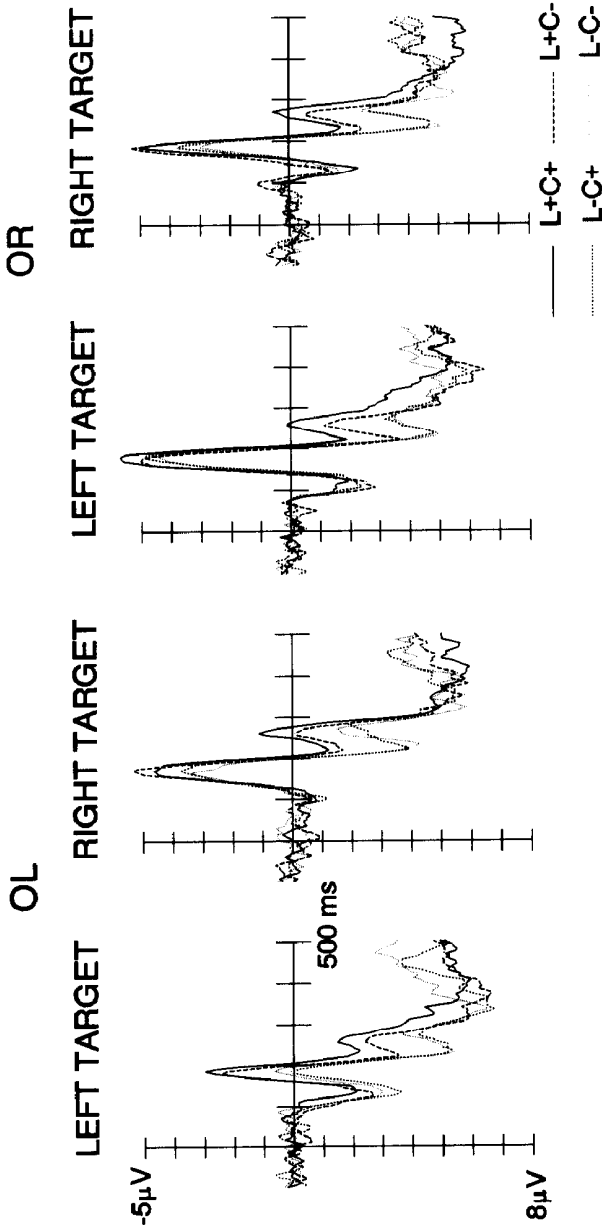 OL
OR
LEFT TARGET
RIGHT TARGET
LEFT TARGET
RIGHT TARGET
-5μV
500 ms
8μV
L+C+
L+C-
L-C+
L-C-